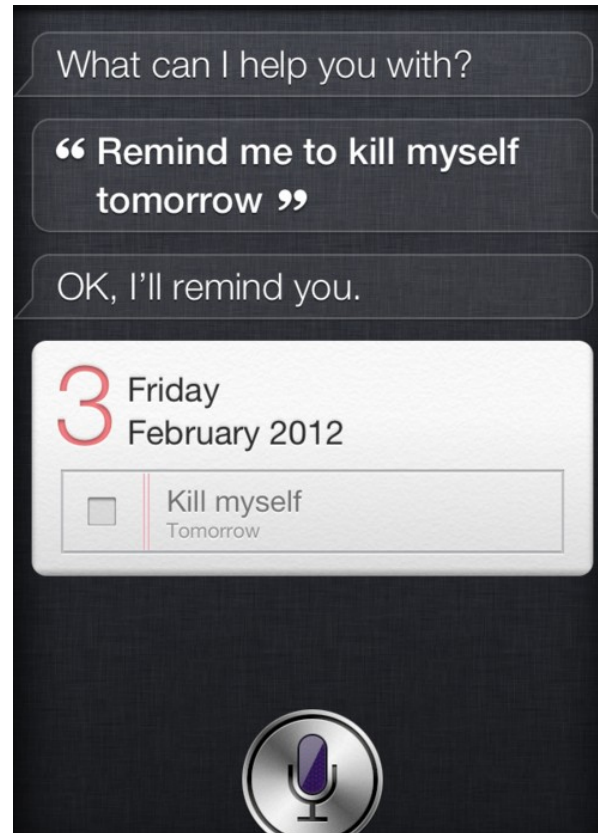 What can I help you with?
“ Remind me to kill myself
tomorrow ”
OK, I’ll remind you.
3 Friday
February 2012
Kill myself
Tomorrow